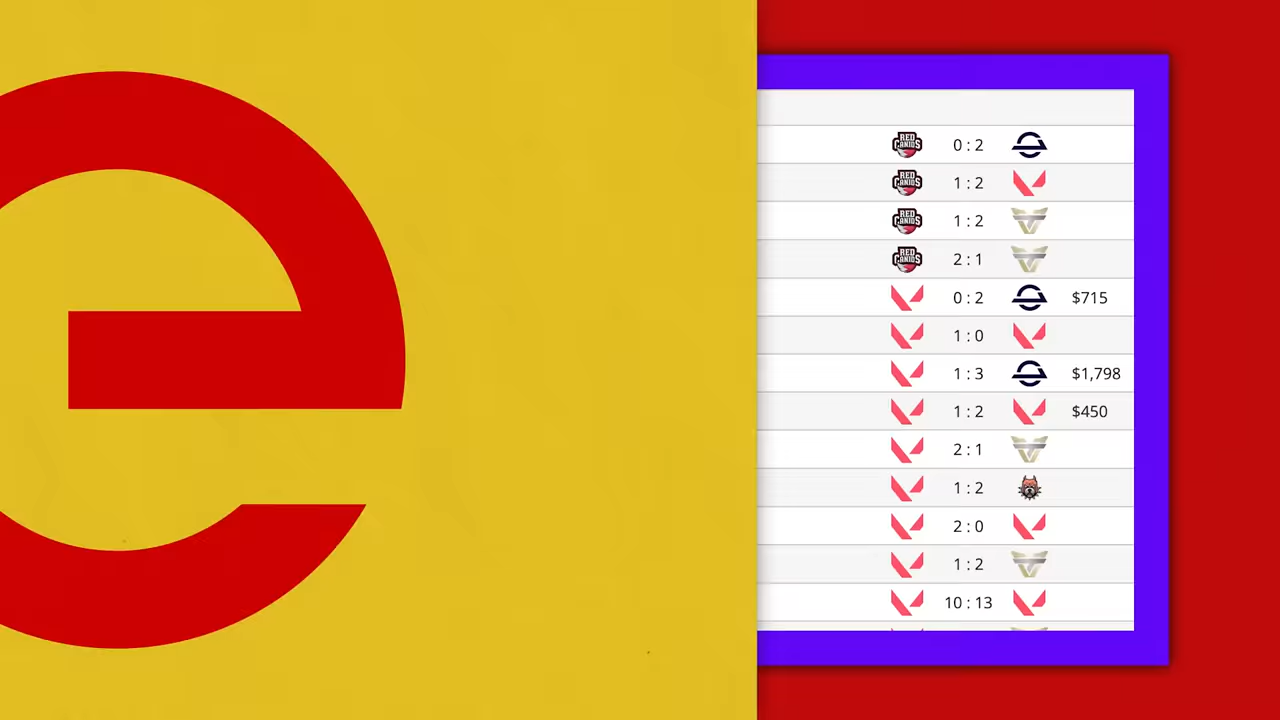 e
RED CANIDS 0 : 2
RED CANIDS 1 : 2
RED CANIDS 1 : 2
RED CANIDS 2 : 1
0 : 2 $715
1 : 0
1 : 3 $1,798
1 : 2 $450
2 : 1
1 : 2
2 : 0
1 : 2
10 : 13